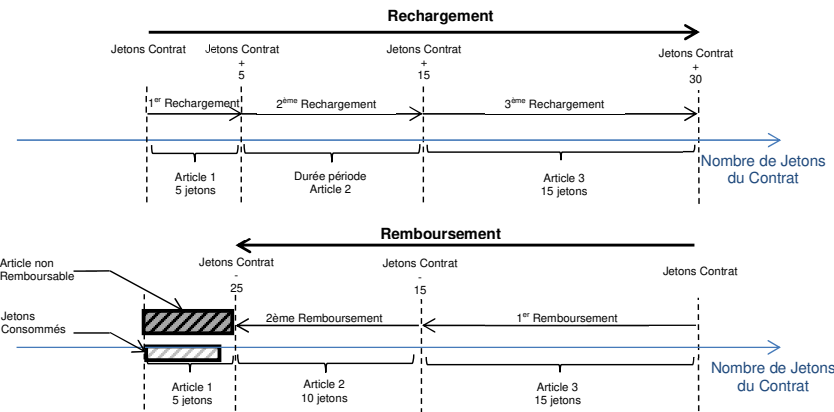 Rechargement
Jetons Contrat
Jetons Contrat
+
5
Jetons Contrat
+
15
Jetons Contrat
+
30
1er Rechargement
2ème Rechargement
3ème Rechargement
Article 1
5 jetons
Durée période
Article 2
Article 3
15 jetons
Nombre de Jetons
du Contrat
Remboursement
Article non
Remboursable
Jetons Contrat
-
25
Jetons Contrat
-
15
Jetons Contrat
Jetons
Consommés
2ème Remboursement
1er Remboursement
Article 1
5 jetons
Article 2
10 jetons
Article 3
15 jetons
Nombre de Jetons
du Contrat